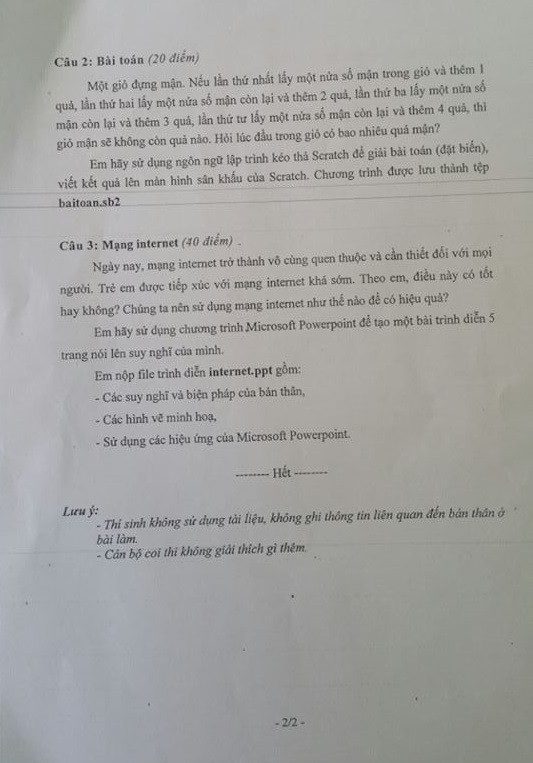 Câu 2: Bài toán (20 điểm)
Một giỏ đựng mận. Nếu lần thứ nhất lấy một nửa số mận trong giỏ và thêm 1
quả, lần thứ hai lấy một nửa số mận còn lại và thêm 2 quả, lần thứ ba lấy một nửa số
mận còn lại và thêm 3 quả, lần thứ tư lấy một nửa số mận còn lại và thêm 4 quả, thì
giỏ mận sẽ không còn quả nào. Hỏi lúc đầu trong giỏ có bao nhiêu quả mận?
Em hãy sử dụng ngôn ngữ lập trình kéo thả Scratch để giải bài toán (đặt biến),
viết kết quả lên màn hình sân khấu của Scratch. Chương trình được lưu thành tệp
baitoan.sb2
Câu 3: Mạng internet (40 điểm) .
Ngày nay, mạng internet trở thành vô cùng quen thuộc và cần thiết đối với mọi
người. Trẻ em được tiếp xúc với mạng internet khá sớm. Theo em, điều này có tốt
hay không? Chúng ta nên sử dụng mạng internet như thế nào để có hiệu quả?
Em hãy sử dụng chương trình Microsoft Powerpoint để tạo một bài trình diễn 5
trang nói lên suy nghĩ của mình.
Em nộp file trình diễn internet.ppt gồm:
- Các suy nghĩ và biện pháp của bản thân,
- Các hình vẽ minh hoạ,
- Sử dụng các hiệu ứng của Microsoft Powerpoint.
-------- Hết --------
Lưu ý:
- Thí sinh không sử dụng tài liệu, không ghi thông tin liên quan đến bản thân ở
bài làm.
- Cán bộ coi thi không giải thích gì thêm.
- 2/2 -